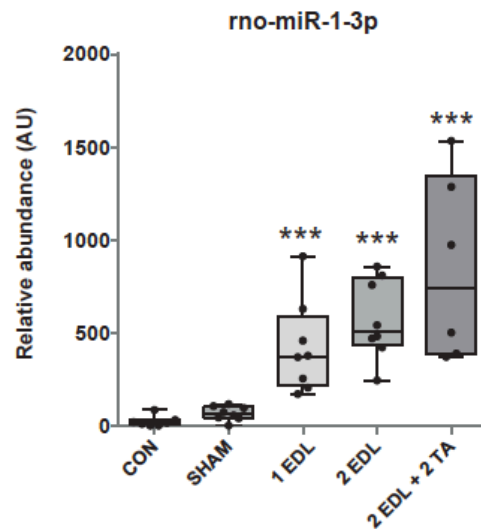 rno-miR-1-3p
Relative abundance (AU)
2000
1500
1000
500
0
***
***
***
CON
SHAM
1 EDL
2 EDL
2 EDL + 2 TA